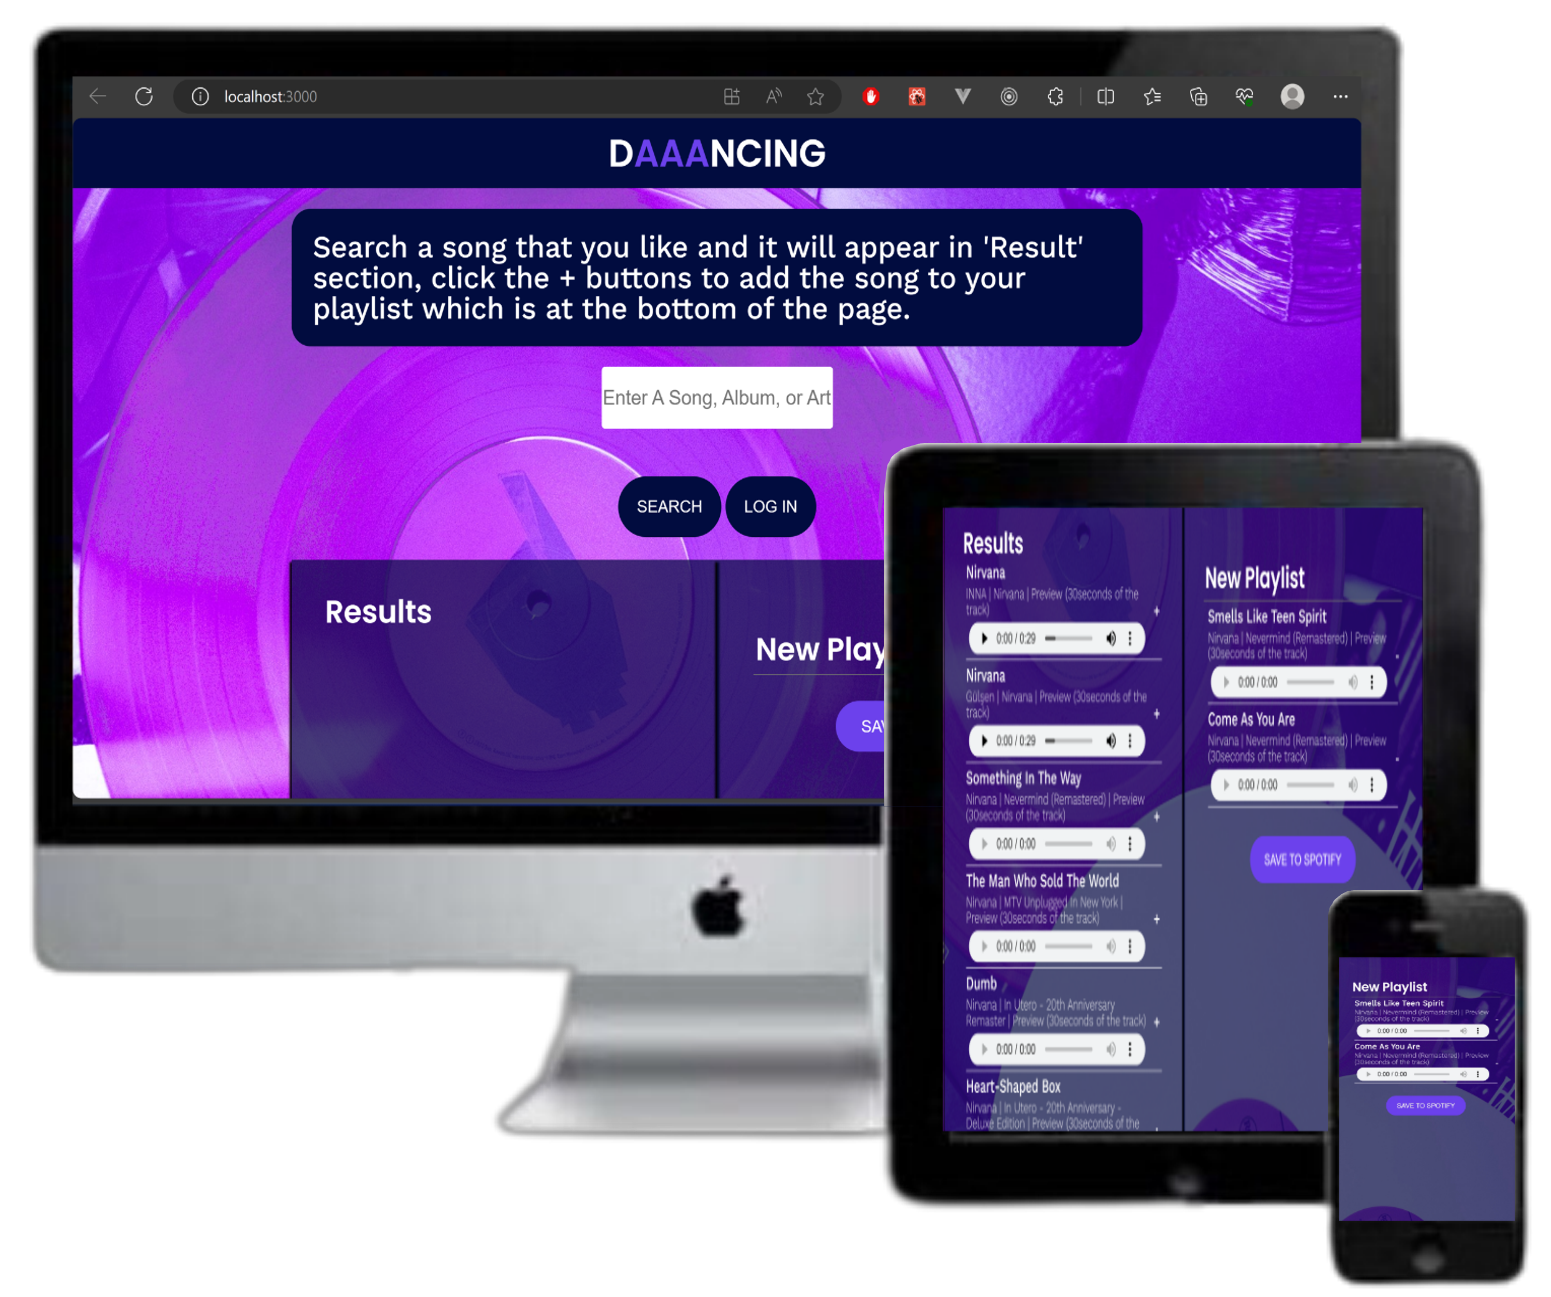 localhost:3000
DAAANCING
Search a song that you like and it will appear in 'Result'
section, click the + buttons to add the song to your
playlist which is at the bottom of the page.
Enter A Song, Album, or Art
SEARCH
LOG IN
Results
New Play
SAV
Results
Nirvana
INNA | Nirvana | Preview (30seconds of the
track)
+
0:00 / 0:29
Nirvana
Gülşen | Nirvana | Preview (30seconds of the
track)
+
0:00 / 0:29
Something In The Way
Nirvana | Nevermind (Remastered) | Preview
(30seconds of the track)
+
0:00 / 0:00
The Man Who Sold The World
Nirvana | MTV Unplugged In New York |
Preview (30seconds of the track)
+
0:00 / 0:00
Dumb
Nirvana | In Utero - 20th Anniversary
Remaster | Preview (30seconds of the track)
+
0:00 / 0:00
Heart-Shaped Box
Nirvana | In Utero - 20th Anniversary -
Deluxe Edition | Preview (30seconds of the
New Playlist
Smells Like Teen Spirit
Nirvana | Nevermind (Remastered) | Preview
(30seconds of the track)
-
0:00 / 0:00
Come As You Are
Nirvana | Nevermind (Remastered) | Preview
(30seconds of the track)
-
0:00 / 0:00
SAVE TO SPOTIFY
New Playlist
Smells Like Teen Spirit
Nirvana | Nevermind (Remastered) | Preview
(30seconds of the track)
-
0:00 / 0:00
Come As You Are
Nirvana | Nevermind (Remastered) | Preview
(30seconds of the track)
-
0:00 / 0:00
SAVE TO SPOTIFY